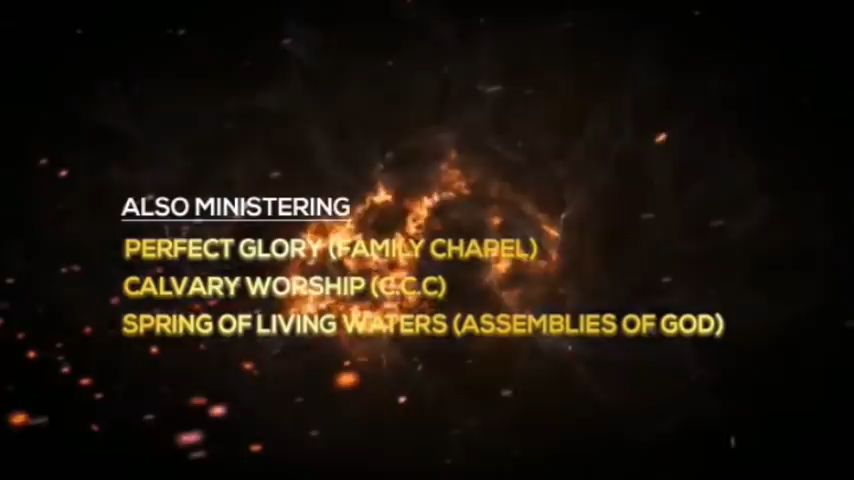 ALSO MINISTERING
PERFECT GLORY (FAMILY CHAPEL)
CALVARY WORSHIP (C.C.C)
SPRING OF LIVING WATERS (ASSEMBLIES OF GOD)